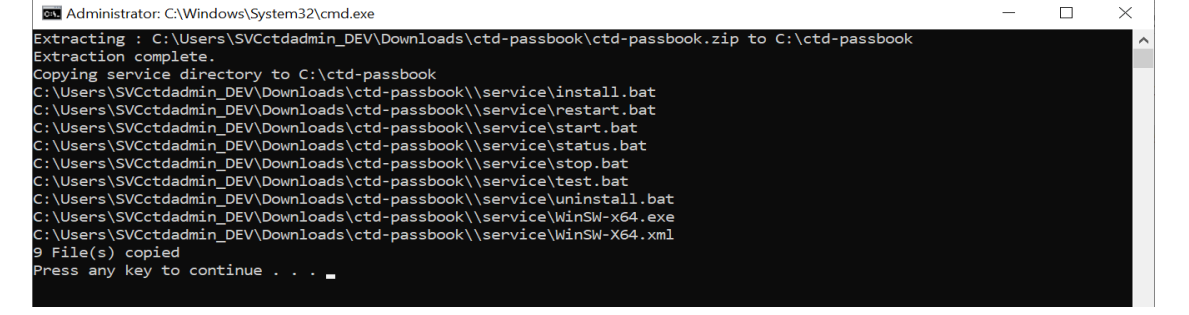 Administrator: C:\Windows\System32\cmd.exe
Extracting : C:\Users\SVCctdadmin_DEV\Downloads\ctd-passbook\ctd-passbook.zip to C:\ctd-passbook
Extraction complete.
Copying service directory to C:\ctd-passbook
C:\Users\SVCctdadmin_DEV\Downloads\ctd-passbook\\service\install.bat
C:\Users\SVCctdadmin_DEV\Downloads\ctd-passbook\\service\restart.bat
C:\Users\SVCctdadmin_DEV\Downloads\ctd-passbook\\service\start.bat
C:\Users\SVCctdadmin_DEV\Downloads\ctd-passbook\\service\status.bat
C:\Users\SVCctdadmin_DEV\Downloads\ctd-passbook\\service\stop.bat
C:\Users\SVCctdadmin_DEV\Downloads\ctd-passbook\\service\test.bat
C:\Users\SVCctdadmin_DEV\Downloads\ctd-passbook\\service\uninstall.bat
C:\Users\SVCctdadmin_DEV\Downloads\ctd-passbook\\service\WinSW-x64.exe
C:\Users\SVCctdadmin_DEV\Downloads\ctd-passbook\\service\WinSW-X64.xml
9 File(s) copied
Press any key to continue . . .